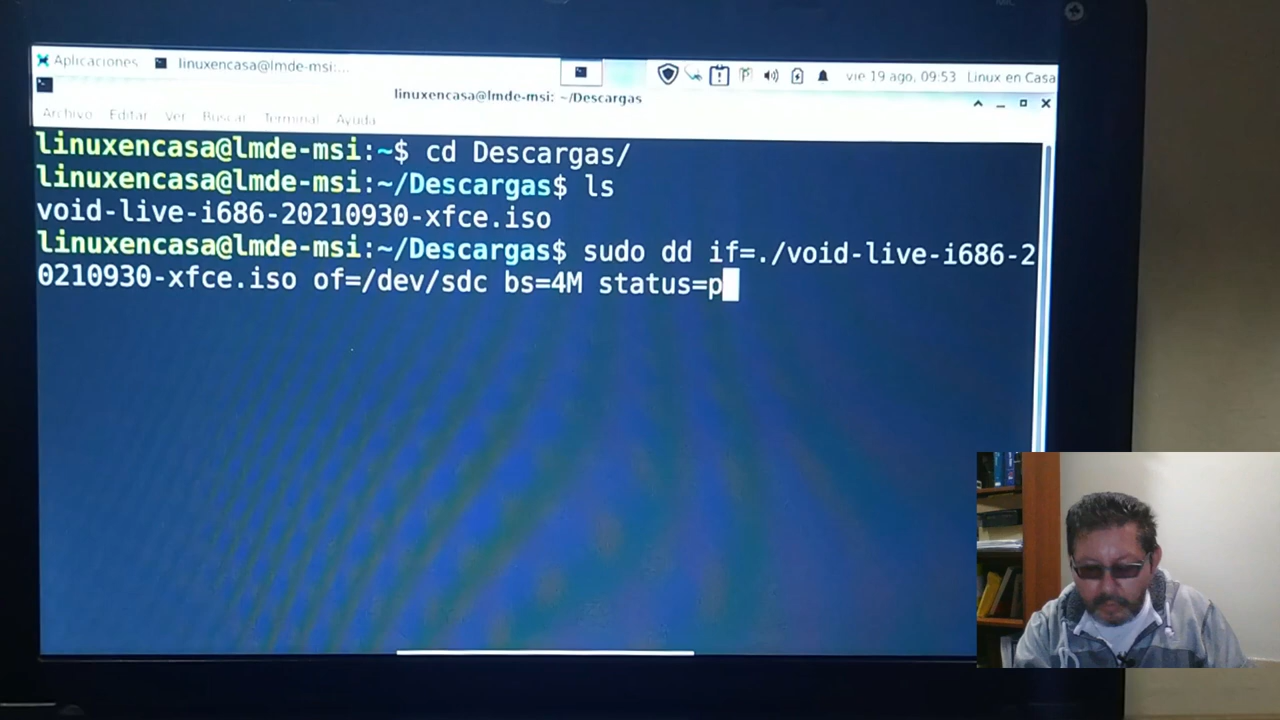 Aplicaciones linuxencasa@lmde-msi:... vie 19 ago, 09:53 Linux en Casa
linuxencasa@lmde-msi: ~/Descargas
Archivo Editar Ver Buscar Terminal Ayuda
linuxencasa@lmde-msi:~$ cd Descargas/
linuxencasa@lmde-msi:~/Descargas$ ls
void-live-i686-20210930-xfce.iso
linuxencasa@lmde-msi:~/Descargas$ sudo dd if=./void-live-i686-2
0210930-xfce.iso of=/dev/sdc bs=4M status=p